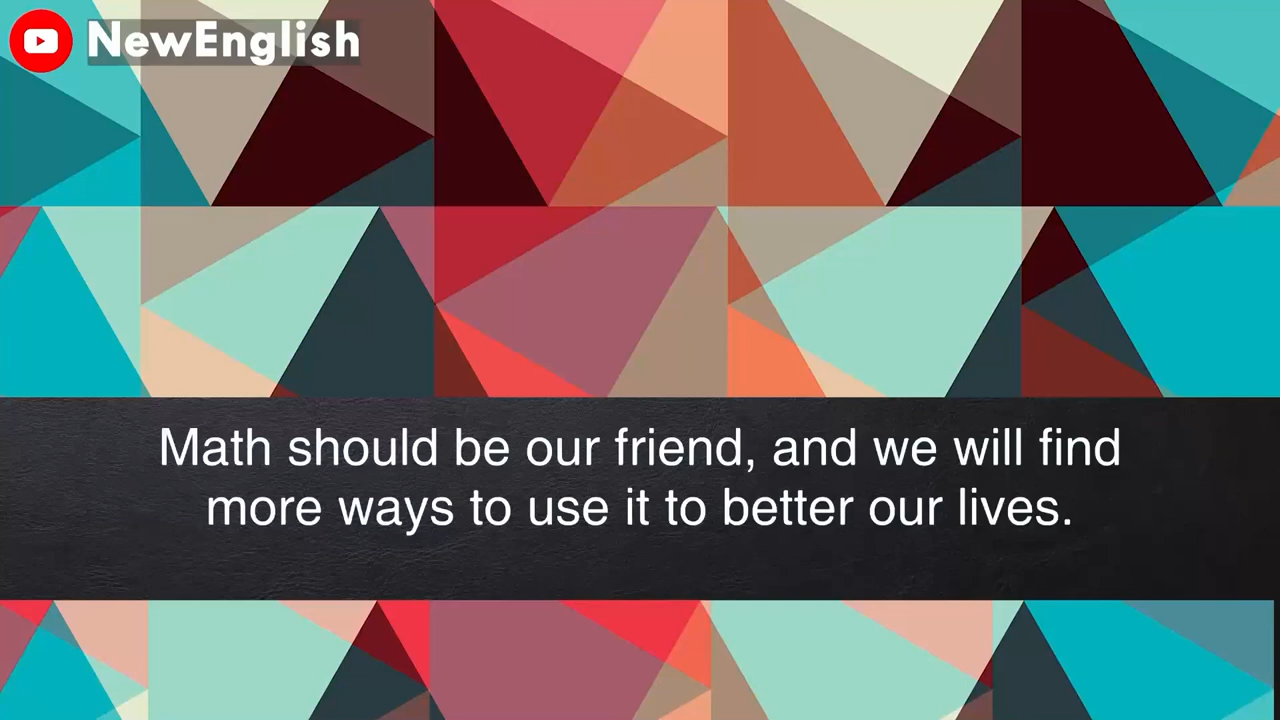 NewEnglish
Math should be our friend, and we will find
more ways to use it to better our lives.